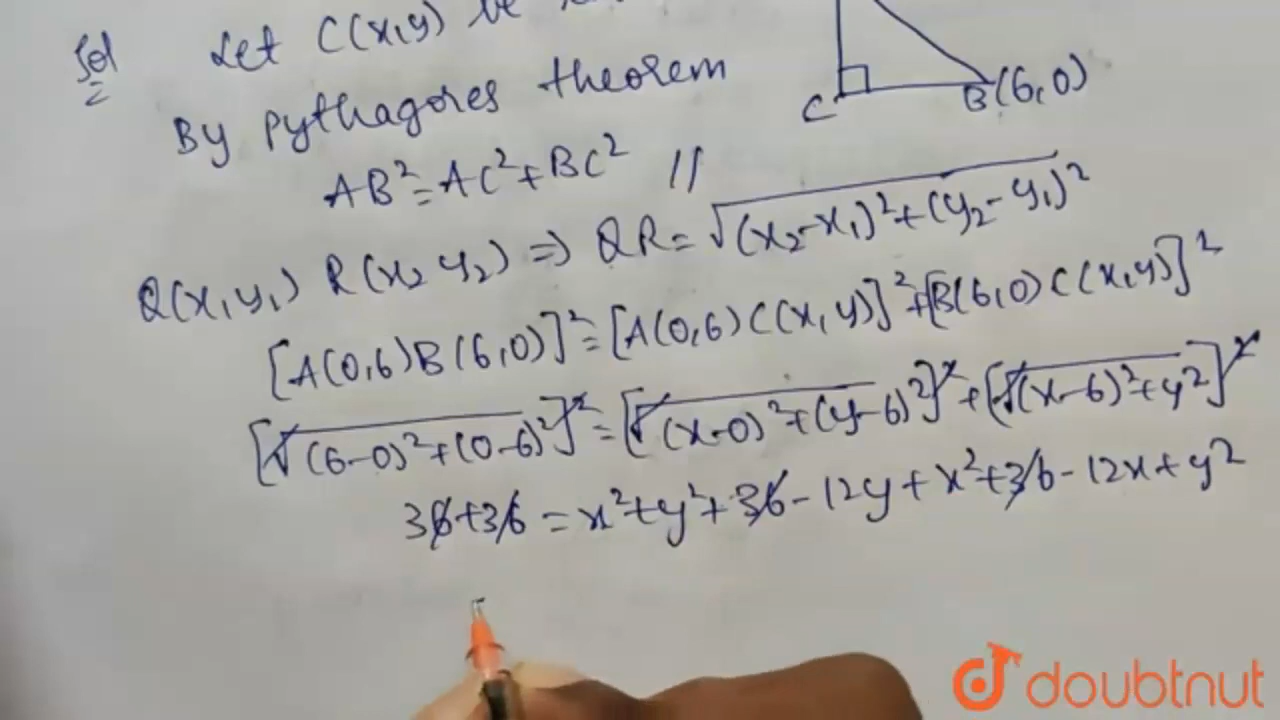 Sol Let C(x,y) be
By Pythagores theorem
C B(6,0)
AB²=AC²+BC² //
Q(x₁y₁) R(x₂ y₂) ⇒ QR=√(x₂-x₁)²+(y₂-y₁)²
[A(0,6)B(6,0)]²=[A(0,6)C(x,y)]²+[B(6,0)C(x,y)]²
[√(6-0)²+(0-6)²]²=[√(x-0)²+(y-6)²]²+[√(x-6)²+y²]²
36+36=x²+y²+36-12y+x²+36-12x+y²
doubtnut